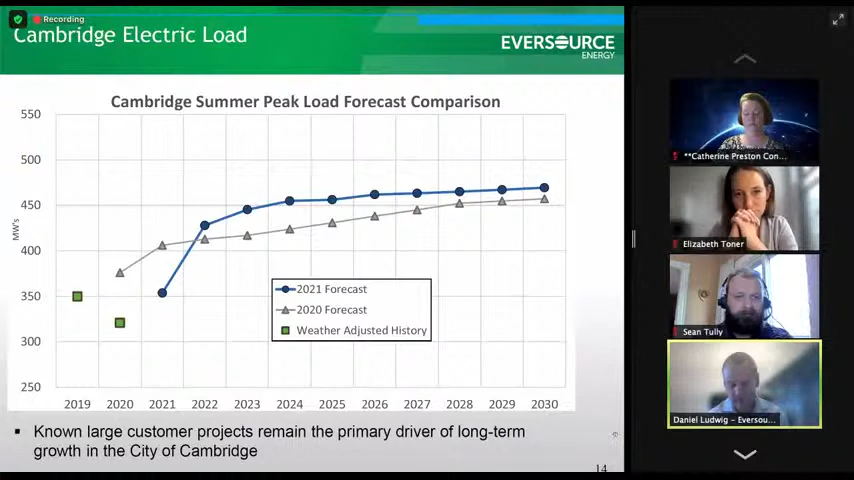 Recording
Cambridge Electric Load
EVERSOURCE
ENERGY
Cambridge Summer Peak Load Forecast Comparison
550
500
450
400
350
300
250
MW's
2021 Forecast
2020 Forecast
Weather Adjusted History
2019 2020 2021 2022 2023 2024 2025 2026 2027 2028 2029 2030
▪ Known large customer projects remain the primary driver of long-term
growth in the City of Cambridge
14
**Catherine Preston Con...
Elizabeth Toner
Sean Tully
Daniel Ludwig – Eversou...